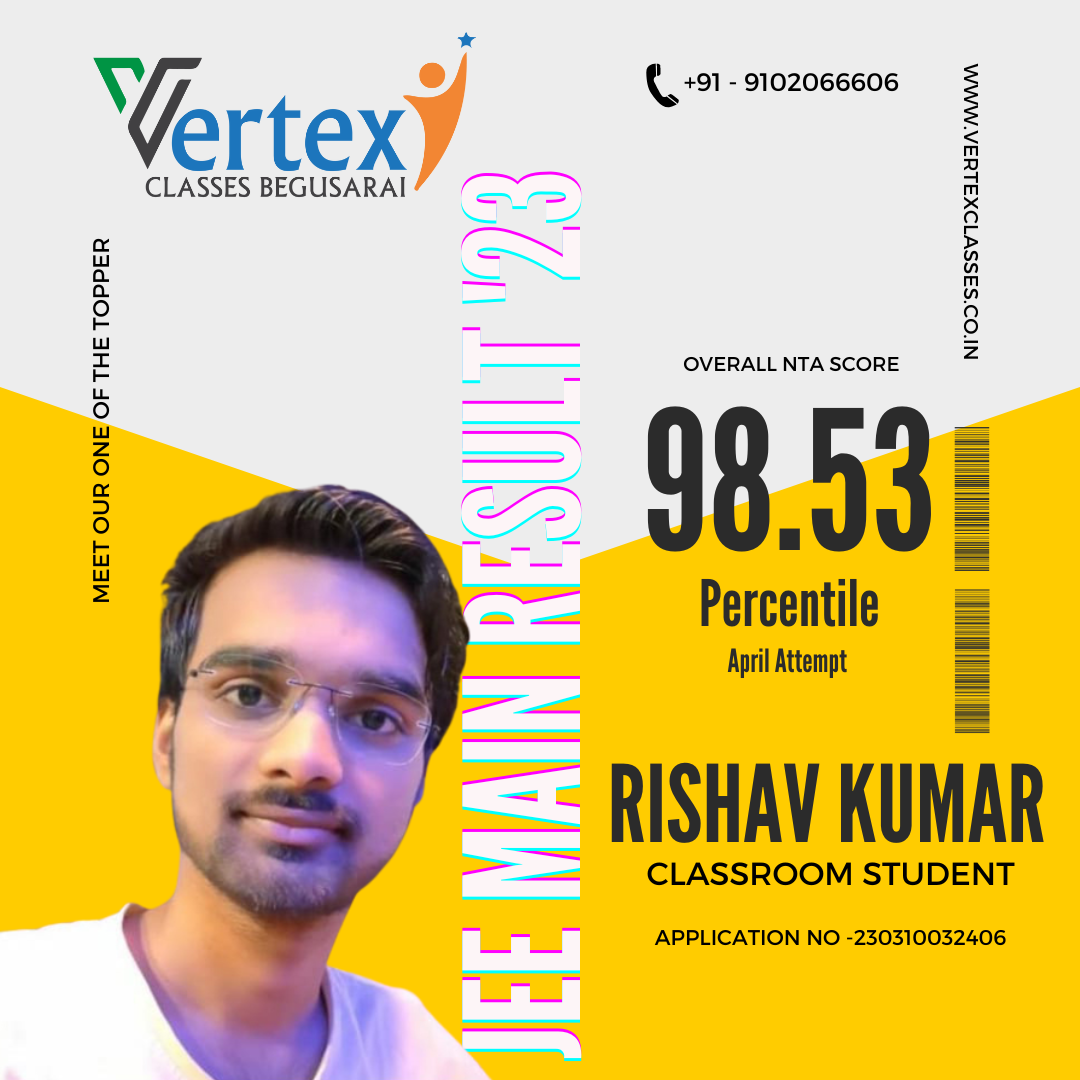 Vertex
CLASSES BEGUSARAI
+91 - 9102066606
WWW.VERTEXCLASSES.CO.IN
MEET OUR ONE OF THE TOPPER
JEE MAIN RESULT '23
OVERALL NTA SCORE
98.53
Percentile
April Attempt
RISHAV KUMAR
CLASSROOM STUDENT
APPLICATION NO -230310032406